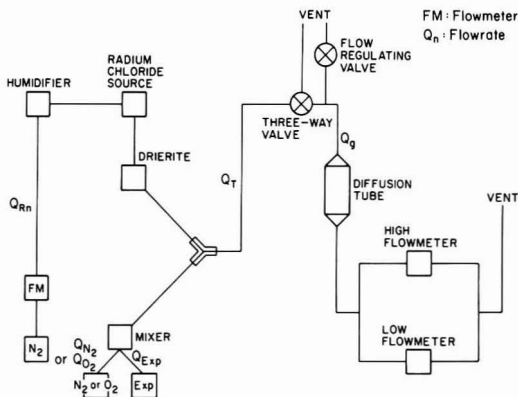 VENT
FM: Flowmeter
Qn: Flowrate
FLOW
REGULATING
VALVE
HUMIDIFIER
RADIUM
CHLORIDE
SOURCE
THREE-WAY
VALVE
DRIERITE
QT
Qg
DIFFUSION
TUBE
QRn
VENT
HIGH
FLOWMETER
FM
N2
MIXER
LOW
FLOWMETER
or
QN2
QO2
QExp
N2 or O2
Exp